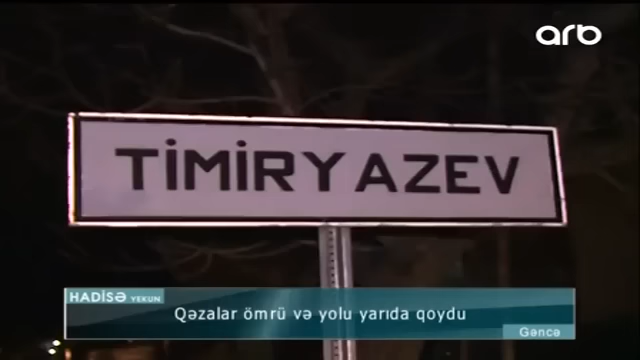 arb
TİMİRYAZEV
HADİSƏ YEKUN
Qəzalar ömrü və yolu yarıda qoydu
Gəncə